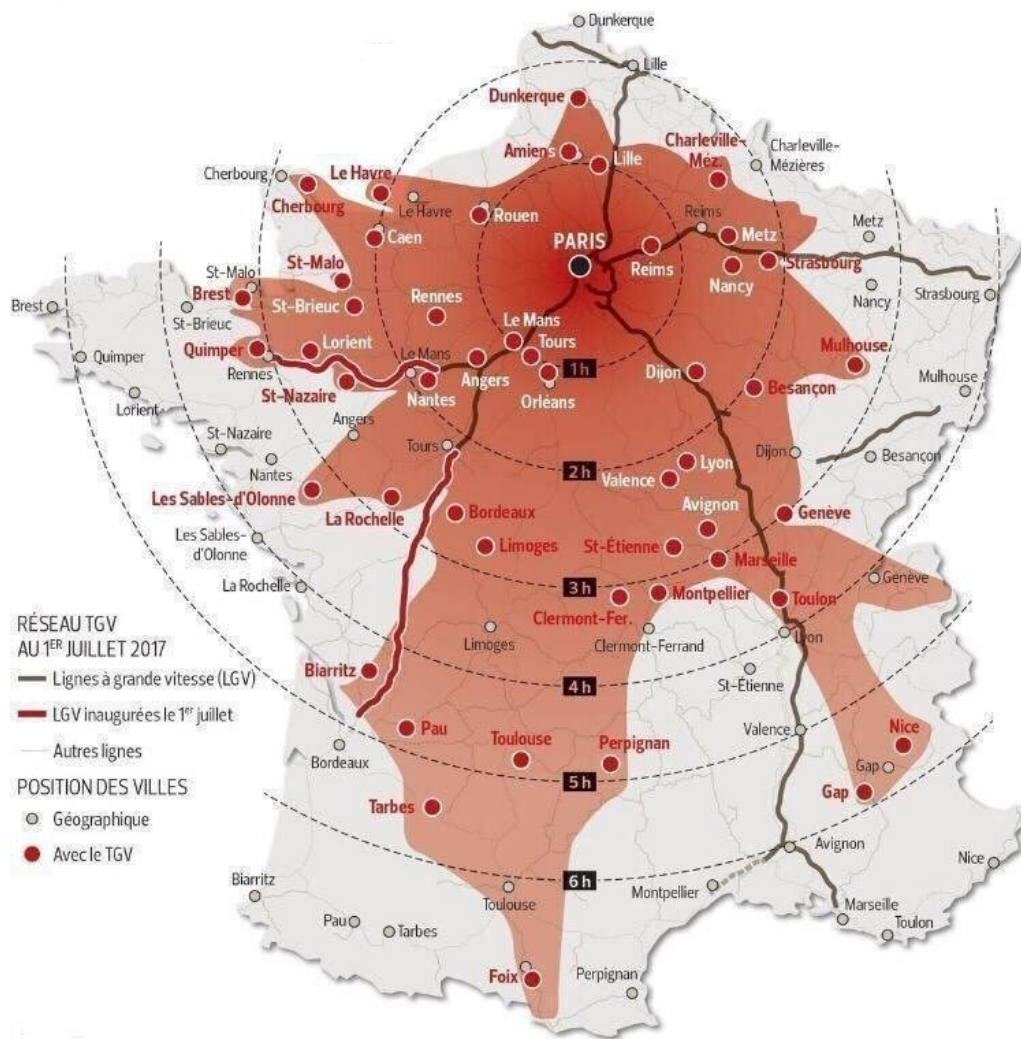 Dunkerque
Lille
Dunkerque
Charleville-
Méz.
Charleville-
Mézières
Amiens
Lille
Cherbourg
Le Havre
Cherbourg
Le Havre
Rouen
Reims
Metz
Metz
Caen
PARIS
Reims
Strasbourg
Nancy
St-Malo
St-Malo
Brest
St-Brieuc
Rennes
Nancy
Strasbourg
Brest
St-Brieuc
Le Mans
Tours
Quimper
Lorient
Le Mans
Mulhouse
Quimper
Rennes
1h
Dijon
Angers
Besançon
Mulhouse
St-Nazaire
Nantes
Orléans
Lorient
Angers
St-Nazaire
Tours
Dijon
Besançon
Nantes
2h
Lyon
Valence
Les Sables-d'Olonne
La Rochelle
Bordeaux
Avignon
Genève
Les Sables-
d'Olonne
Limoges
St-Étienne
Marseille
La Rochelle
3h
Genève
Clermont-Fer.
Montpellier
Toulon
RÉSEAU TGV
AU 1ER JUILLET 2017
Limoges
Clermont-Ferrand
Lyon
Lignes à grande vitesse (LGV)
Biarritz
4h
St-Étienne
LGV inaugurées le 1er juillet
Pau
Toulouse
Perpignan
Valence
Nice
Autres lignes
Bordeaux
Gap
POSITION DES VILLES
5h
Gap
Géographique
Tarbes
Avec le TGV
Avignon
Nice
6h
Biarritz
Toulouse
Montpellier
Marseille
Toulon
Pau
Tarbes
Foix
Perpignan